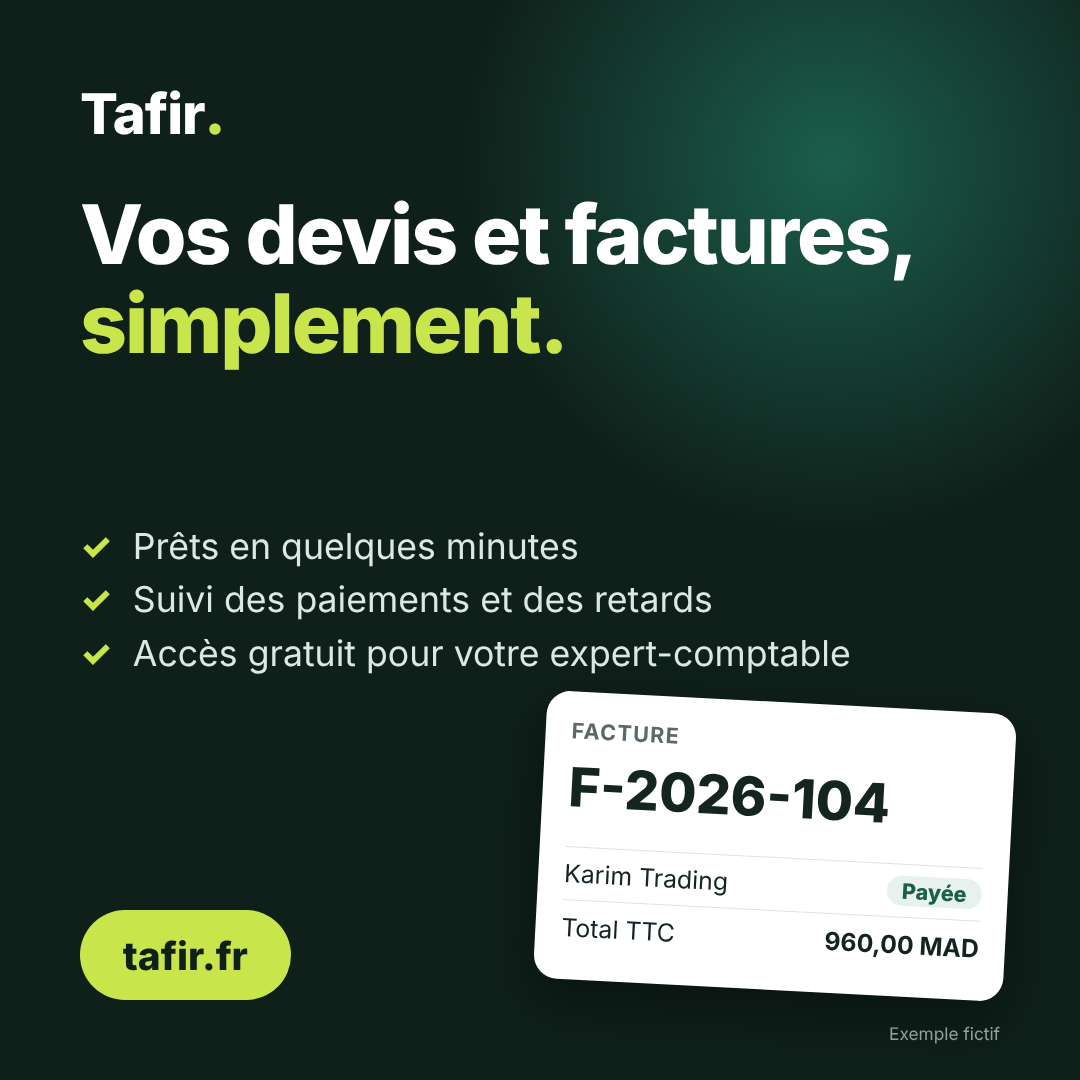 Tafir.
Vos devis et factures,
simplement.
Prêts en quelques minutes
Suivi des paiements et des retards
Accès gratuit pour votre expert-comptable
FACTURE
F-2026-104
Karim Trading
Payée
Total TTC
960,00 MAD
tafir.fr
Exemple fictif